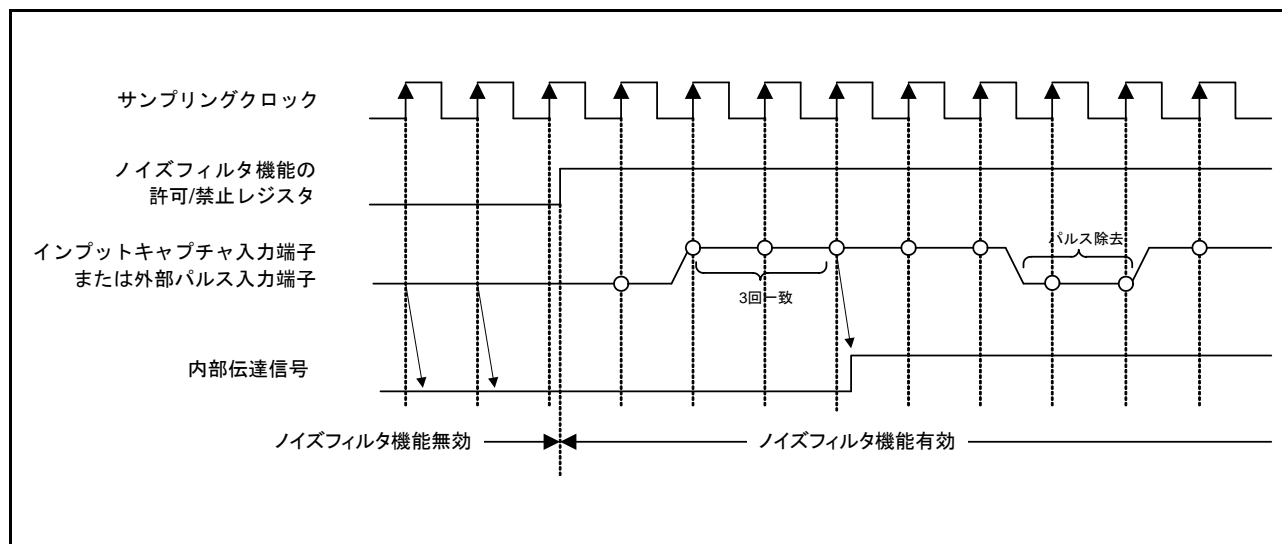 サンプリングクロック
ノイズフィルタ機能の
許可/禁止レジスタ
インプットキャプチャ入力端子
または外部パルス入力端子
パルス除去
3回一致
内部伝達信号
ノイズフィルタ機能無効
ノイズフィルタ機能有効